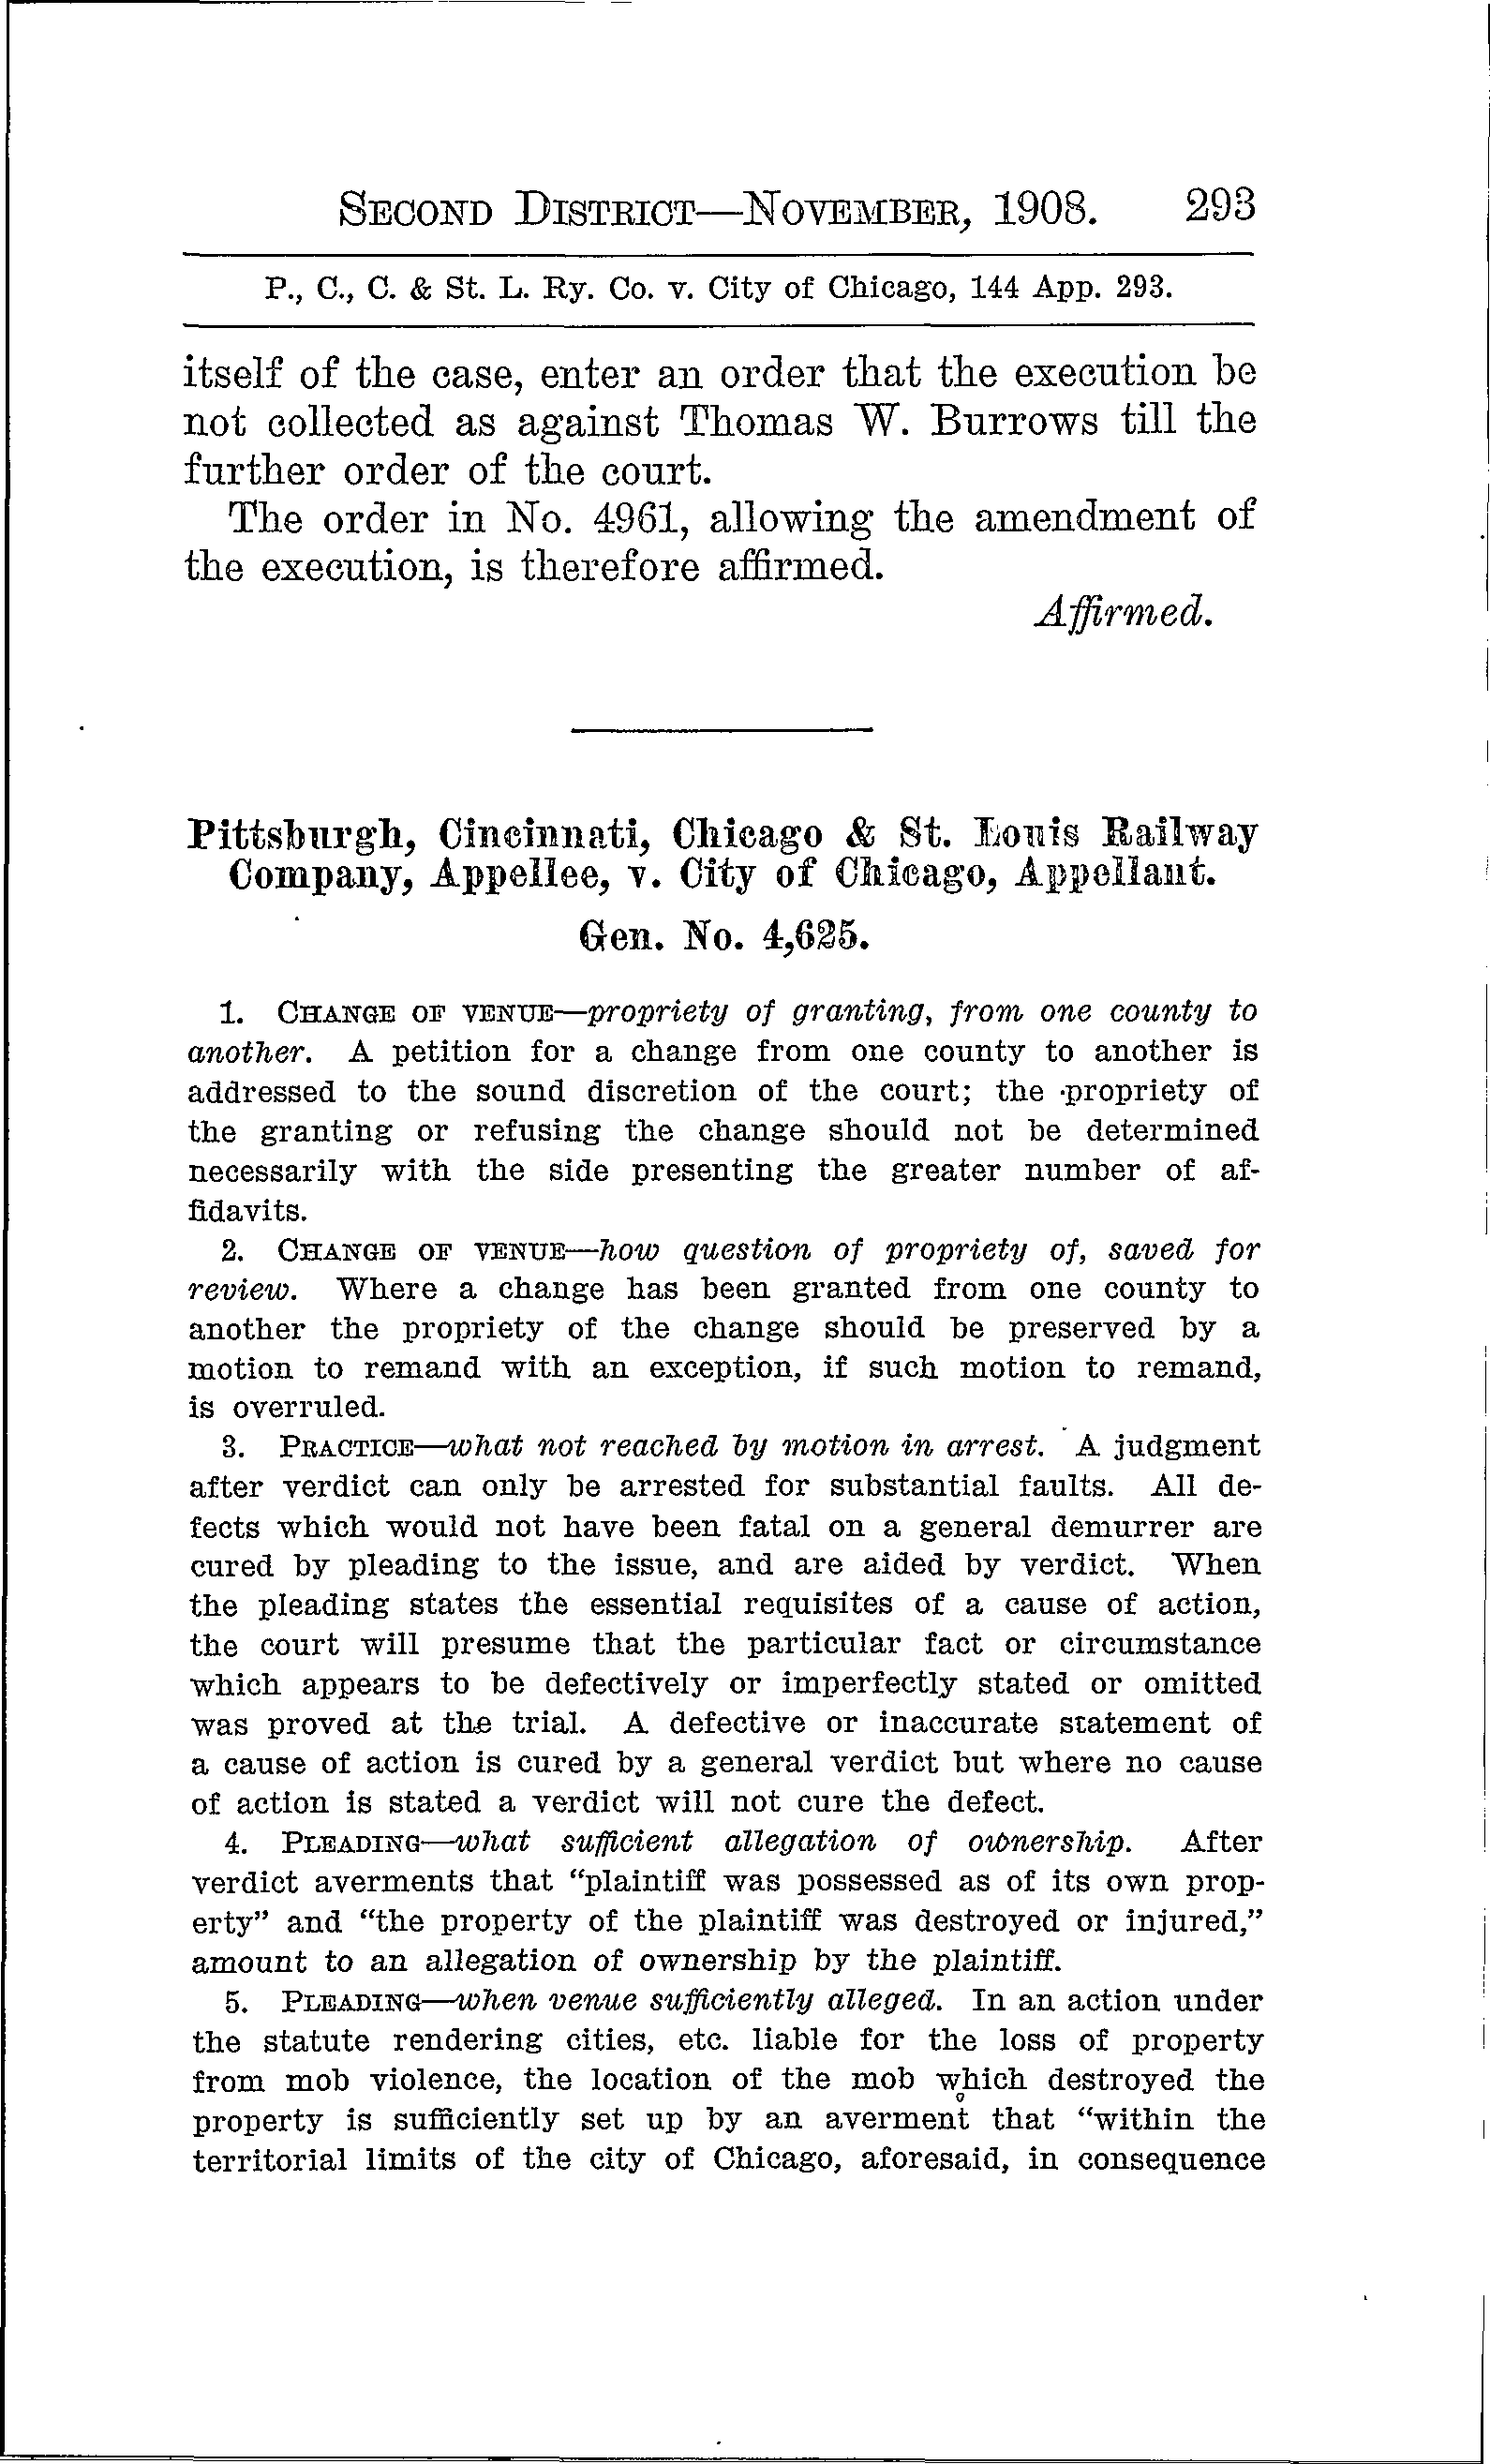 SECOND DISTRICT—NOVEMBER, 1908. 293
P., C., C. & St. L. Ry. Co. v. City of Chicago, 144 App. 293.
itself of the case, enter an order that the execution be
not collected as against Thomas W. Burrows till the
further order of the court.
The order in No. 4961, allowing the amendment of
the execution, is therefore affirmed.
Affirmed.
Pittsburgh, Cincinnati, Chicago & St. Louis Railway
Company, Appellee, v. City of Chicago, Appellant.
Gen. No. 4,625.
1. CHANGE OF VENUE—propriety of granting, from one county to
another. A petition for a change from one county to another is
addressed to the sound discretion of the court; the propriety of
the granting or refusing the change should not be determined
necessarily with the side presenting the greater number of af-
fidavits.
2. CHANGE OF VENUE—how question of propriety of, saved for
review. Where a change has been granted from one county to
another the propriety of the change should be preserved by a
motion to remand with an exception, if such motion to remand,
is overruled.
3. PRACTICE—what not reached by motion in arrest. A judgment
after verdict can only be arrested for substantial faults. All de-
fects which would not have been fatal on a general demurrer are
cured by pleading to the issue, and are aided by verdict. When
the pleading states the essential requisites of a cause of action,
the court will presume that the particular fact or circumstance
which appears to be defectively or imperfectly stated or omitted
was proved at the trial. A defective or inaccurate statement of
a cause of action is cured by a general verdict but where no cause
of action is stated a verdict will not cure the defect.
4. PLEADING—what sufficient allegation of ownership. After
verdict averments that "plaintiff was possessed as of its own prop-
erty" and "the property of the plaintiff was destroyed or injured,"
amount to an allegation of ownership by the plaintiff.
5. PLEADING—when venue sufficiently alleged. In an action under
the statute rendering cities, etc. liable for the loss of property
from mob violence, the location of the mob which destroyed the
property is sufficiently set up by an averment that "within the
territorial limits of the city of Chicago, aforesaid, in consequence